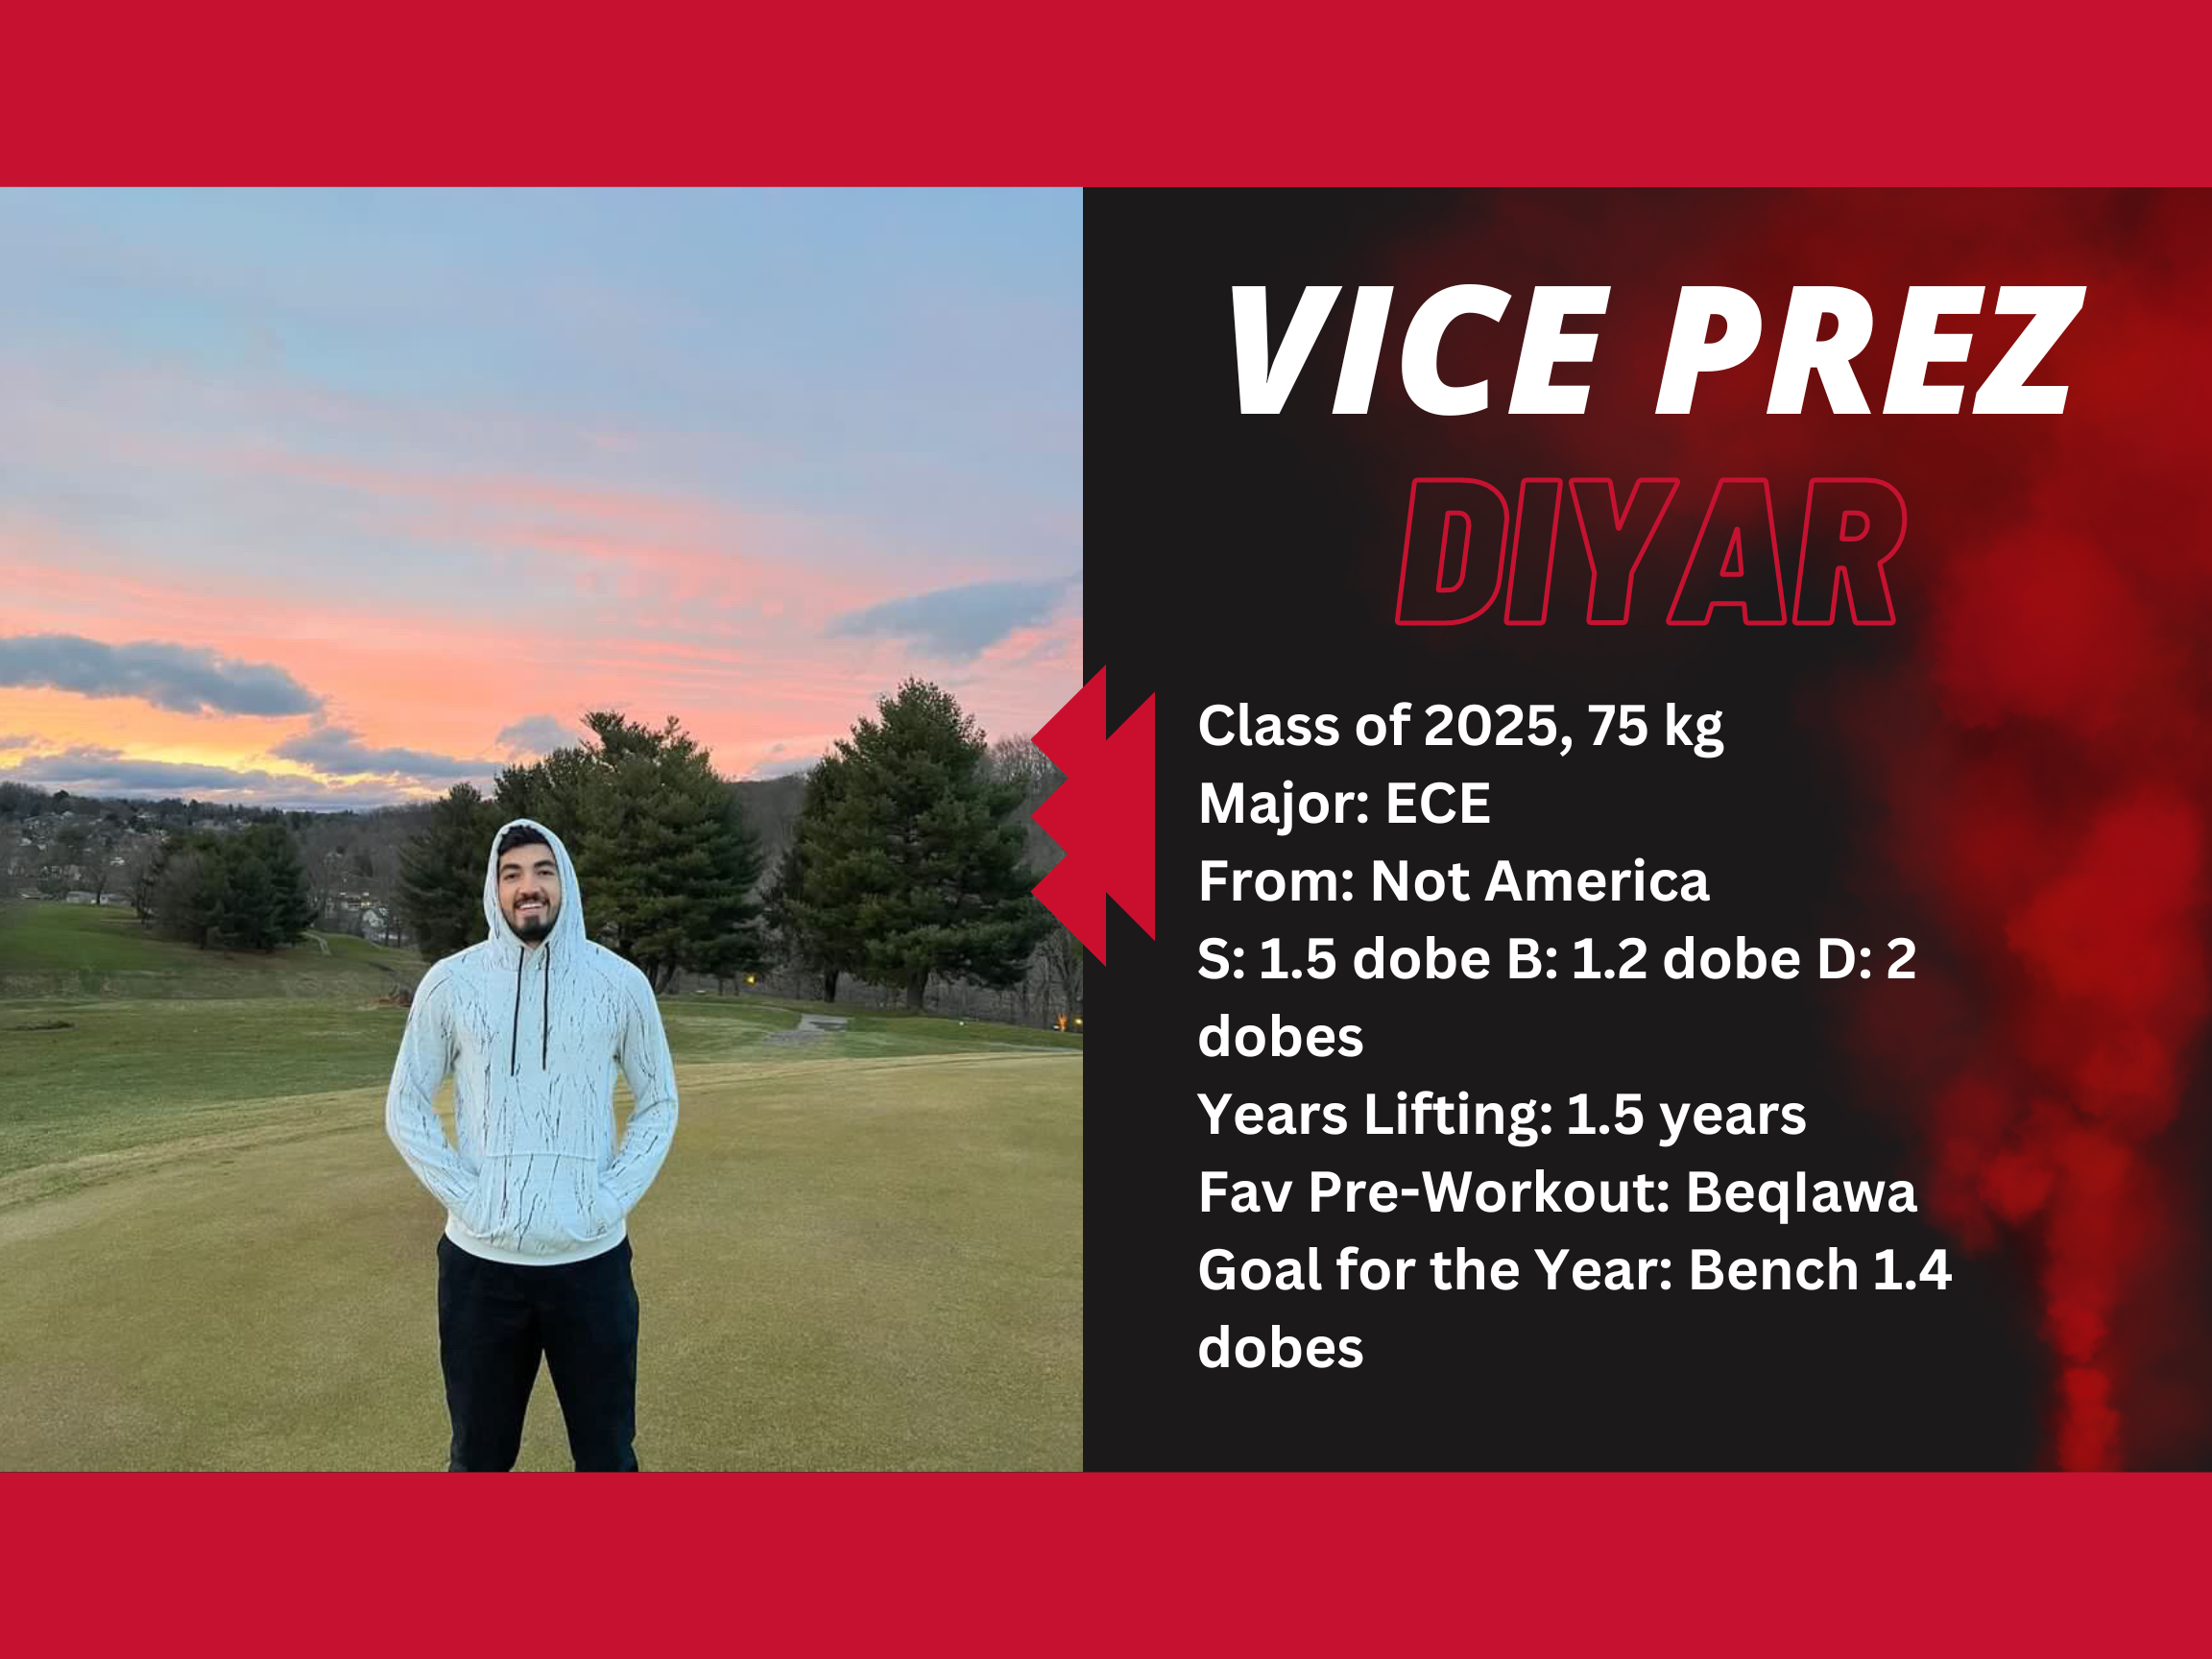 VICE PREZ
DIYAR
Class of 2025, 75 kg
Major: ECE
From: Not America
S: 1.5 dobe B: 1.2 dobe D: 2
dobes
Years Lifting: 1.5 years
Fav Pre-Workout: BeqIawa
Goal for the Year: Bench 1.4
dobes